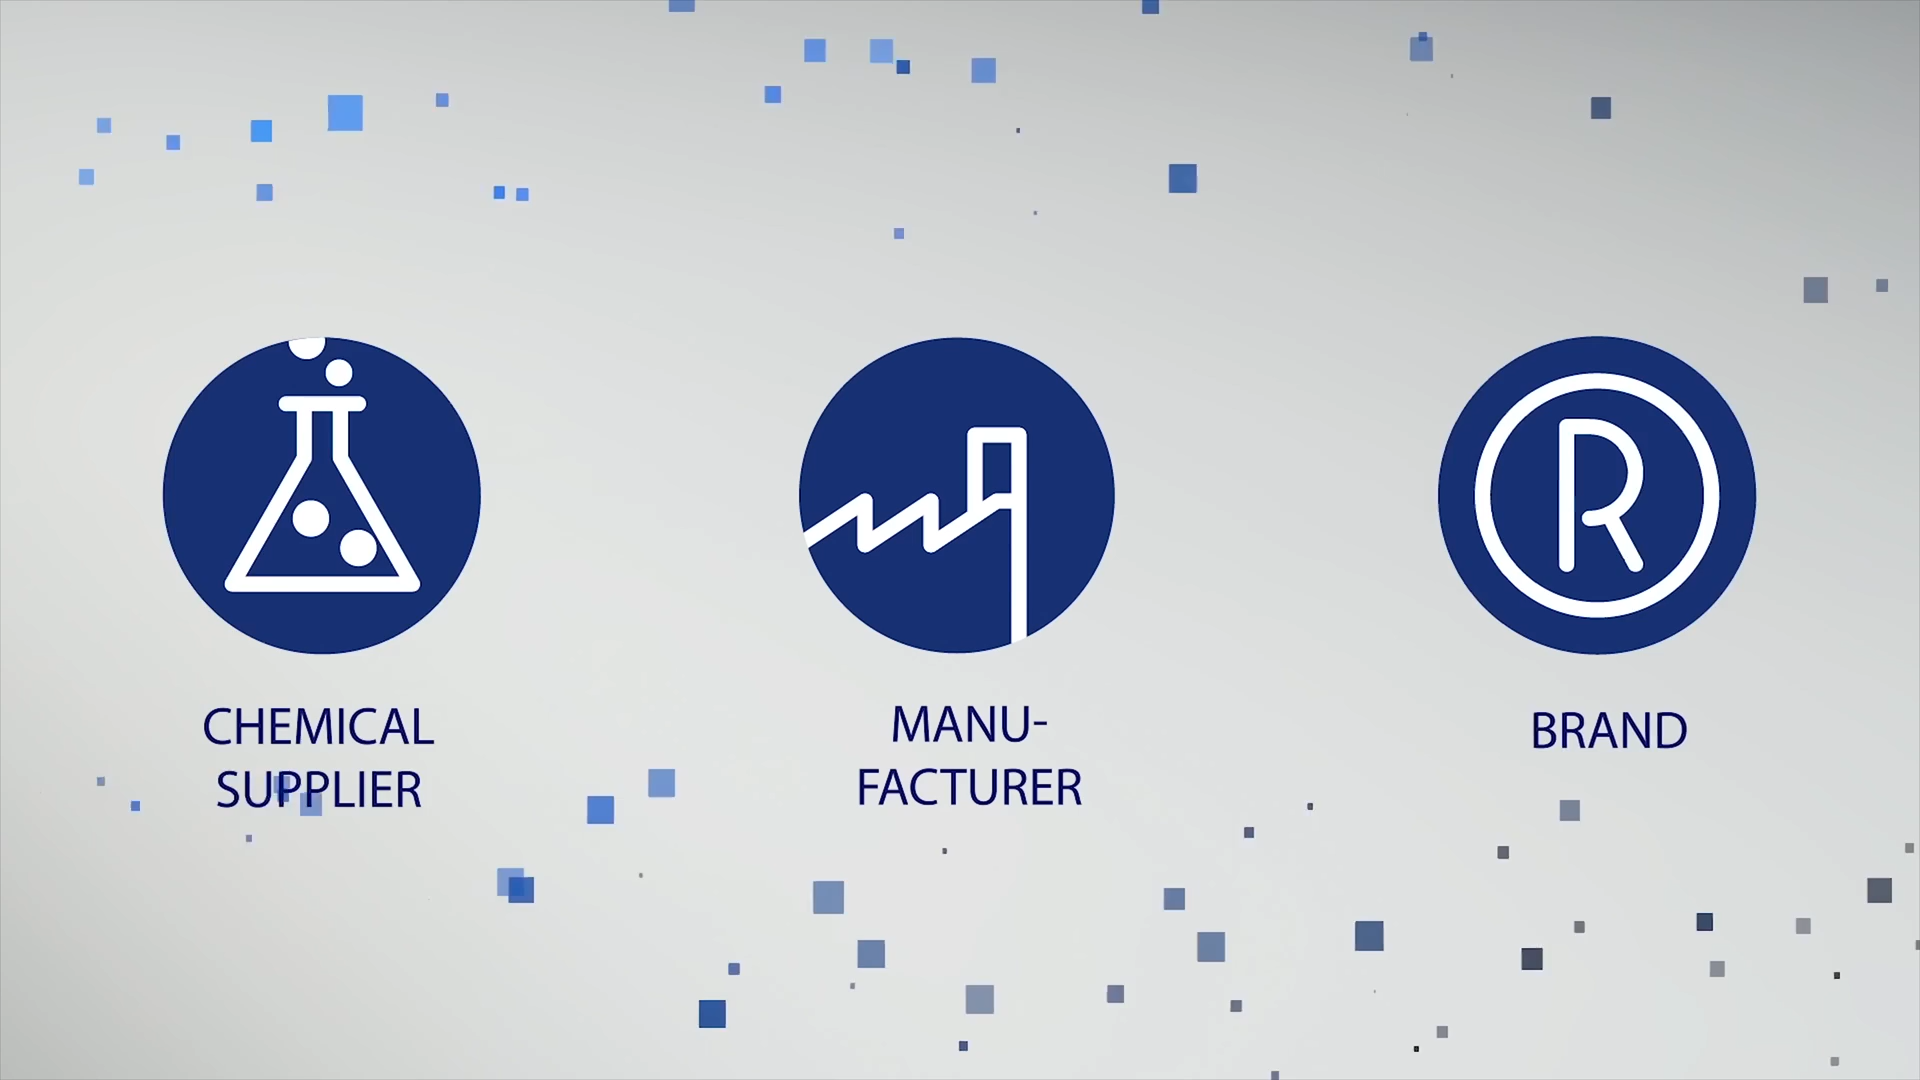 R
CHEMICAL
SUPPLIER
MANU-
FACTURER
BRAND